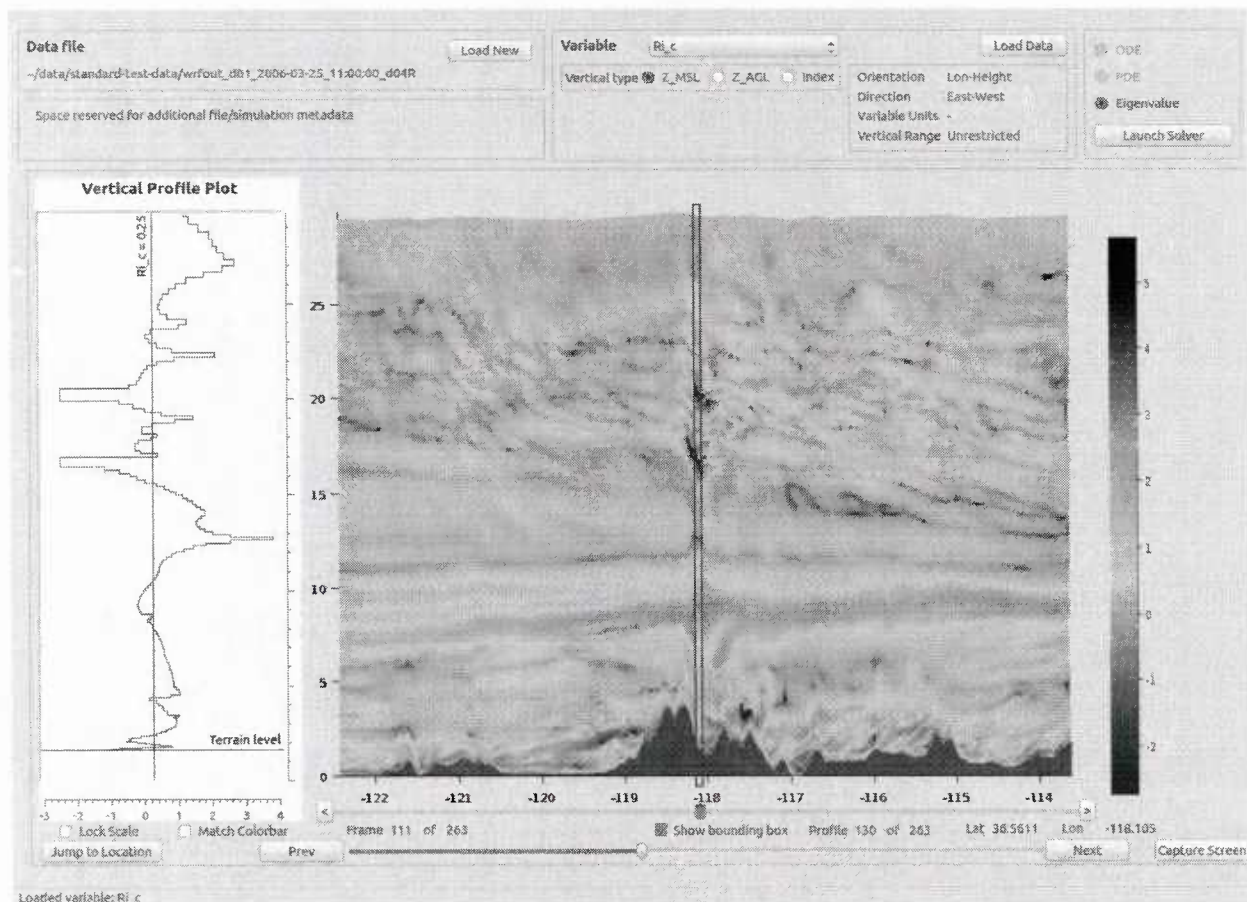 Data file
Load New
~/data/standard-test-data/wrfout_d01_2006-03-25_11:00:00_d04R
Space reserved for additional file/simulation metadata
Variable
Ri_c
Load Data
Vertical type
Z_MSL
Z_AGL
Index
Orientation Lon-Height
Direction East-West
Variable Units -
Vertical Range Unrestricted
ODE
PDE
Eigenvalue
Launch Solver
Vertical Profile Plot
Ri_c = 0.25
Terrain level
-3 -2 -1 0 1 2 3 4
Lock Scale
Match Colorbar
Jump to Location
25
20
15
10
5
0
-122 -121 -120 -119 -118 -117 -116 -115 -114
5
4
3
2
1
0
-1
-2
<
>
Frame 111 of 263
Show bounding box
Profile 130 of 263
Lat 36.5611
Lon -118.105
Prev
Next
Capture Screen
Loaded variable: Ri_c